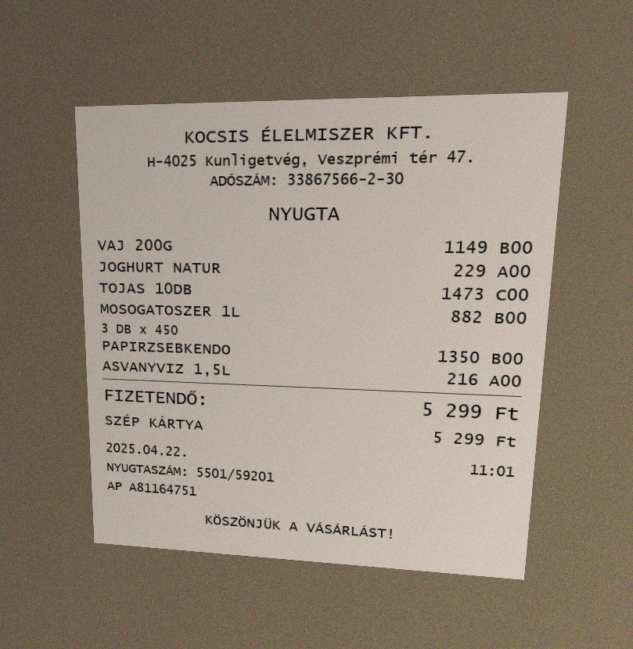 KOCSIS ÉLELMISZER KFT.
H-4025 Kunligetvég, Veszprémi tér 47.
ADÓSZÁM: 33867566-2-30
NYUGTA
VAJ 200G 1149 B00
JOGHURT NATUR 229 A00
TOJAS 10DB 1473 C00
MOSOGATOSZER 1L 882 B00
3 DB x 450
PAPIRZSEBKENDO 1350 B00
ASVANYVIZ 1,5L 216 A00
FIZETENDŐ: 5 299 Ft
SZÉP KÁRTYA 5 299 Ft
2025.04.22. 11:01
NYUGTASZÁM: 5501/59201
AP A81164751
KÖSZÖNJÜK A VÁSÁRLÁST!